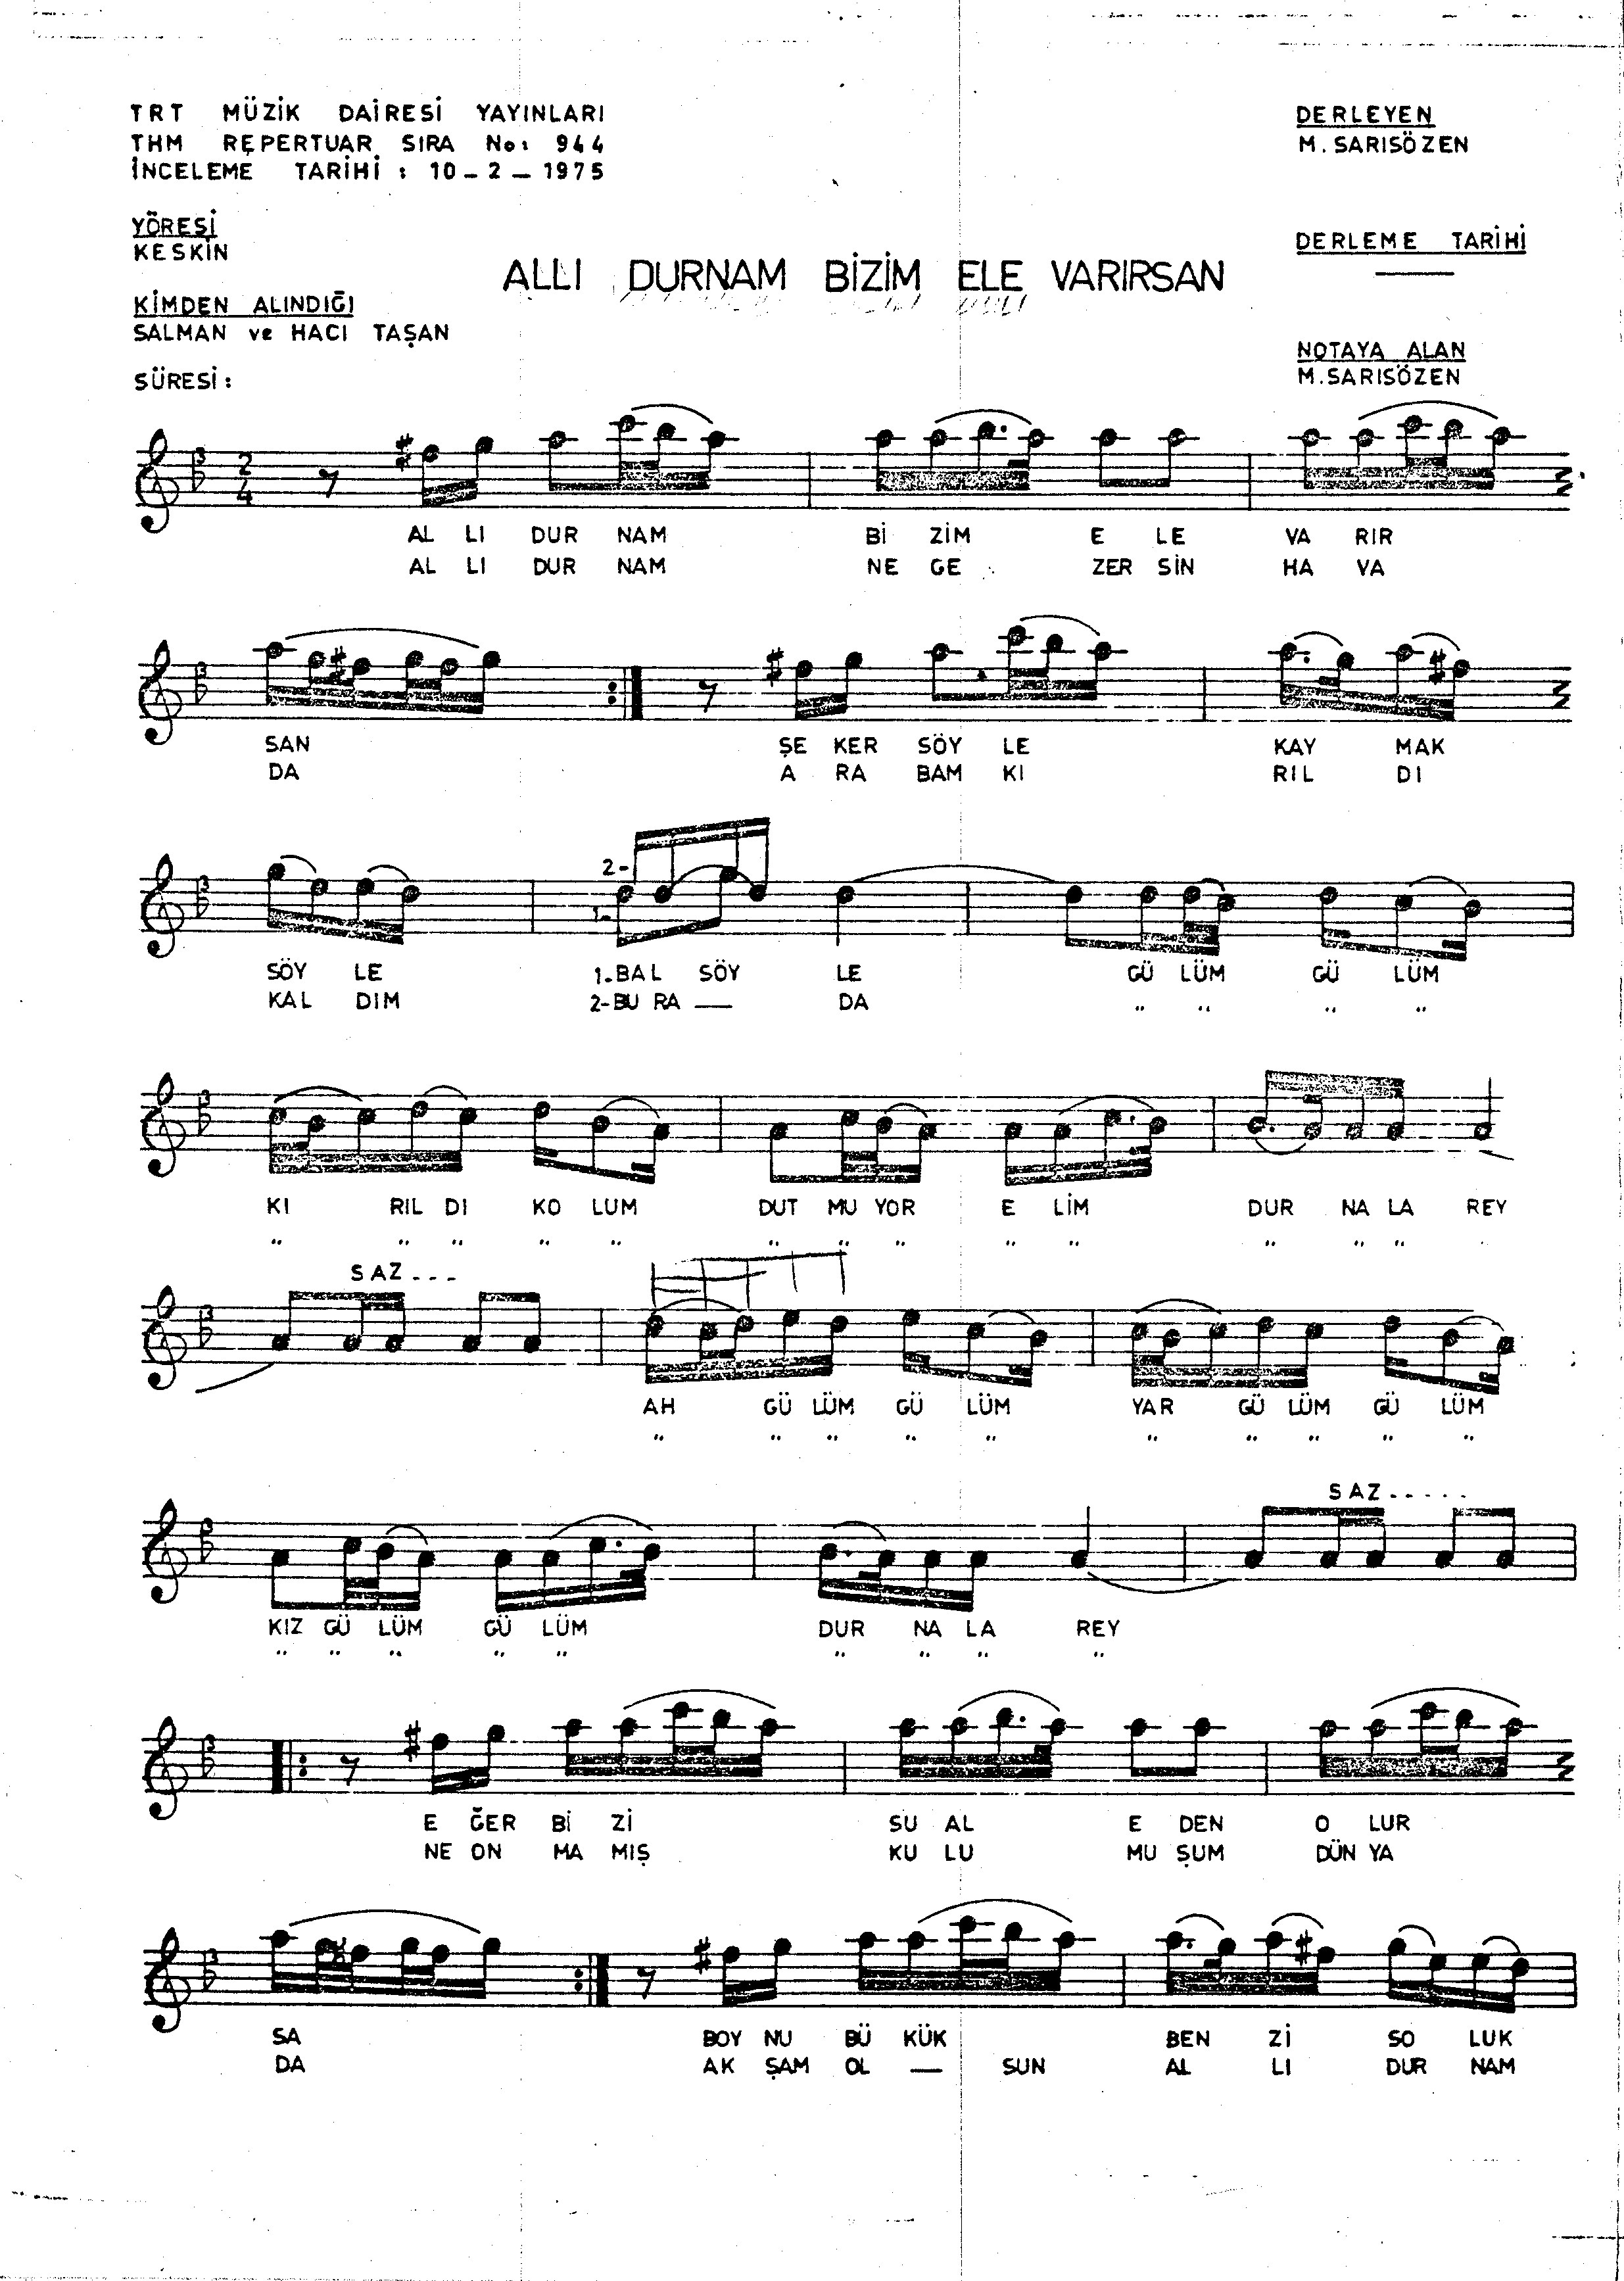 TRT MÜZİK DAİRESİ YAYINLARI
THM REPERTUAR SIRA No: 944
İNCELEME TARİHİ : 10 - 2 - 1975
DERLEYEN
M. SARISÖZEN
YÖRESİ
KESKİN
DERLEME TARİHİ
ALLI DURNAM BİZİM ELE VARIRSAN
KİMDEN ALINDIĞI
SALMAN ve HACI TAŞAN
NOTAYA ALAN
M.SARISÖZEN
SÜRESİ :
2
4
AL LI DUR NAM Bİ ZİM E LE VA RIR
AL LI DUR NAM NE GE ZER SİN HA VA
SAN ŞE KER SÖY LE KAY MAK
DA A RA BAM KI RIL DI
2-
1-
SÖY LE 1.BAL SÖY LE GÜ LÜM GÜ LÜM
KAL DIM 2-BU RA — DA " " " "
KI RIL DI KO LUM DUT MU YOR E LİM DUR NA LA REY
" " " " " " " " " " " " "
SAZ - - -
AH GÜ LÜM GÜ LÜM YAR GÜ LÜM GÜ LÜM
" " " " " " " " " "
SAZ - - - - -
KIZ GÜ LÜM GÜ LÜM DUR NA LA REY
" " " " " " " " "
E ĞER Bİ Zİ SU AL E DEN O LUR
NE ON MA MIŞ KU LU MU ŞUM DÜN YA
SA BOY NU BÜ KÜK BEN Zİ SO LUK
DA AK ŞAM OL — SUN AL LI DUR NAM